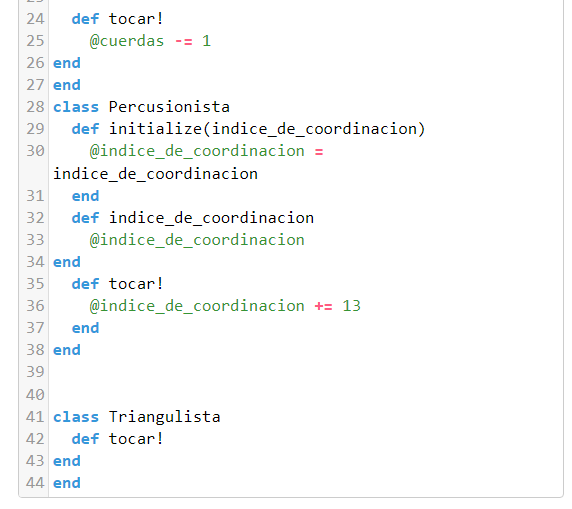 24   def tocar!
25     @cuerdas -= 1
26 end
27 end
28 class Percusionista
29   def initialize(indice_de_coordinacion)
30     @indice_de_coordinacion =
indice_de_coordinacion
31   end
32   def indice_de_coordinacion
33     @indice_de_coordinacion
34 end
35   def tocar!
36     @indice_de_coordinacion += 13
37   end
38 end
39
40
41 class Triangulista
42   def tocar!
43 end
44 end